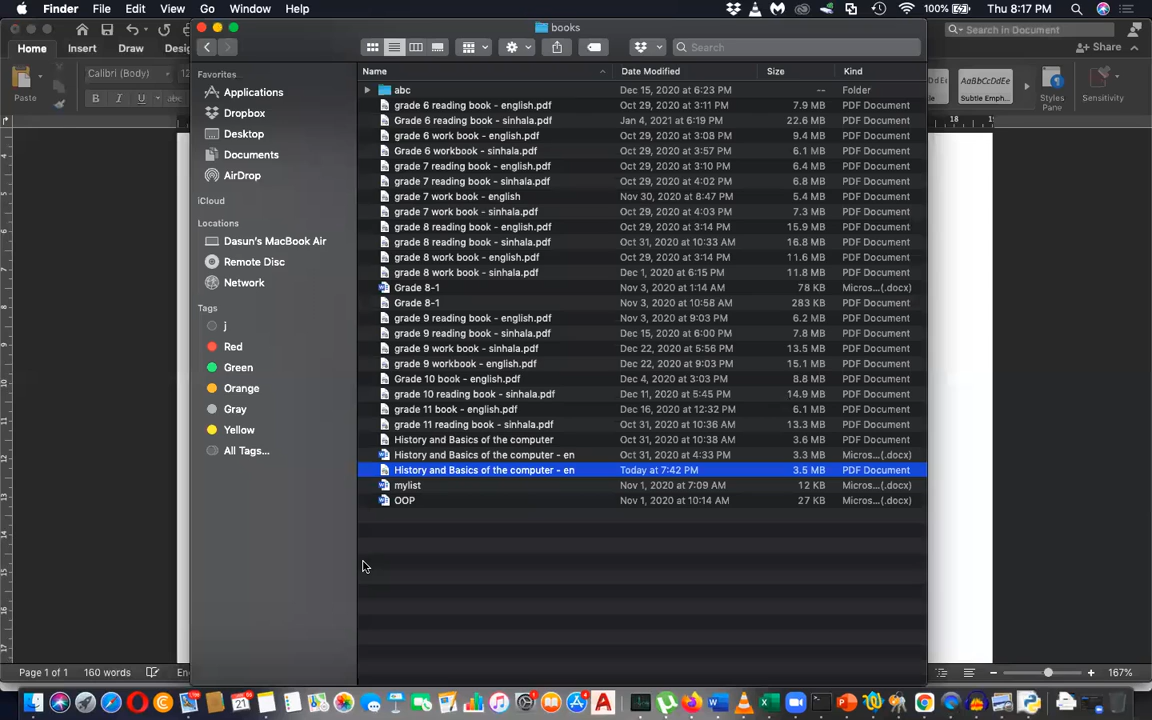 Finder File Edit View Go Window Help 100% Thu 8:17 PM
books
Home Insert Draw Desig Search in Document Share
Search
Paste Calibri (Body) 12 B I U AaBbCcDdEe Subtle Emph... Styles Pane Sensitivity
Favorites
Applications
Dropbox
Desktop
Documents
AirDrop
iCloud
Locations
Dasun's MacBook Air
Remote Disc
Network
Tags
j
Red
Green
Orange
Gray
Yellow
All Tags...
Name Date Modified Size Kind
abc Dec 15, 2020 at 6:23 PM -- Folder
grade 6 reading book - english.pdf Oct 29, 2020 at 3:11 PM 7.9 MB PDF Document
Grade 6 reading book - sinhala.pdf Jan 4, 2021 at 6:19 PM 22.6 MB PDF Document
grade 6 work book - english.pdf Oct 29, 2020 at 3:08 PM 9.4 MB PDF Document
Grade 6 workbook - sinhala.pdf Oct 29, 2020 at 3:57 PM 6.1 MB PDF Document
grade 7 reading book - english.pdf Oct 29, 2020 at 3:10 PM 6.4 MB PDF Document
grade 7 reading book - sinhala.pdf Oct 29, 2020 at 4:02 PM 6.8 MB PDF Document
grade 7 work book - english Nov 30, 2020 at 8:47 PM 5.4 MB PDF Document
grade 7 work book - sinhala.pdf Oct 29, 2020 at 4:03 PM 7.3 MB PDF Document
grade 8 reading book - english.pdf Oct 29, 2020 at 3:14 PM 15.9 MB PDF Document
grade 8 reading book - sinhala.pdf Oct 31, 2020 at 10:33 AM 16.8 MB PDF Document
grade 8 work book - english.pdf Oct 29, 2020 at 3:14 PM 11.6 MB PDF Document
grade 8 work book - sinhala.pdf Dec 1, 2020 at 6:15 PM 11.8 MB PDF Document
Grade 8-1 Nov 3, 2020 at 1:14 AM 78 KB Micros...(.docx)
Grade 8-1 Nov 3, 2020 at 10:58 AM 283 KB PDF Document
grade 9 reading book - english.pdf Nov 3, 2020 at 9:03 PM 6.2 MB PDF Document
grade 9 reading book - sinhala.pdf Dec 15, 2020 at 6:00 PM 7.8 MB PDF Document
grade 9 work book - sinhala.pdf Dec 22, 2020 at 5:56 PM 13.5 MB PDF Document
grade 9 workbook - english.pdf Dec 22, 2020 at 9:03 PM 15.1 MB PDF Document
Grade 10 book - english.pdf Dec 4, 2020 at 3:03 PM 8.8 MB PDF Document
grade 10 reading book - sinhala.pdf Dec 11, 2020 at 5:45 PM 14.9 MB PDF Document
grade 11 book - english.pdf Dec 16, 2020 at 12:32 PM 6.1 MB PDF Document
grade 11 reading book - sinhala.pdf Oct 31, 2020 at 10:36 AM 13.3 MB PDF Document
History and Basics of the computer Oct 31, 2020 at 10:38 AM 3.6 MB PDF Document
History and Basics of the computer - en Oct 31, 2020 at 4:33 PM 3.3 MB Micros...(.docx)
History and Basics of the computer - en Today at 7:42 PM 3.5 MB PDF Document
mylist Nov 1, 2020 at 7:09 AM 12 KB Micros...(.docx)
OOP Nov 1, 2020 at 10:14 AM 27 KB Micros...(.docx)
Page 1 of 1 160 words En 167%